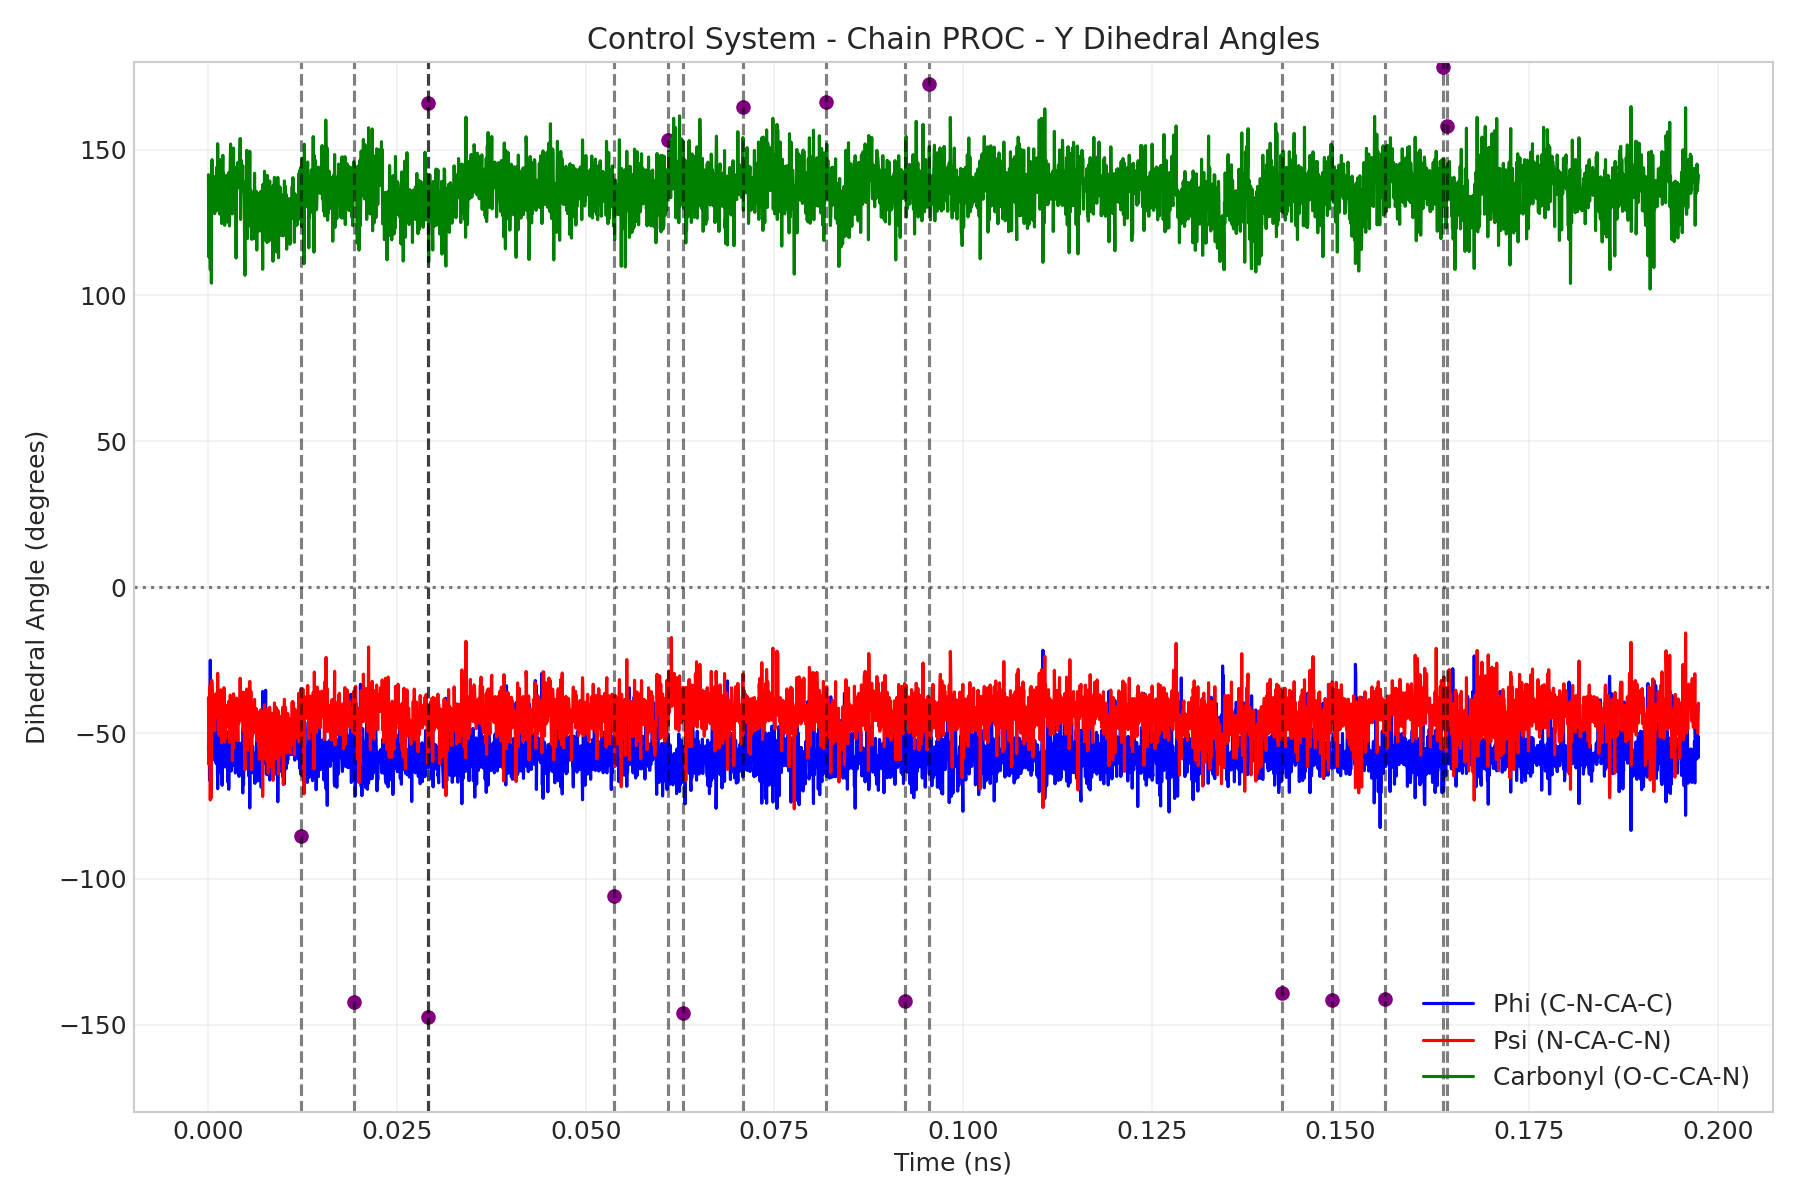 Control System - Chain PROC - Y Dihedral Angles
Dihedral Angle (degrees)
150
100
50
0
−50
−100
−150
Phi (C-N-CA-C)
Psi (N-CA-C-N)
Carbonyl (O-C-CA-N)
0.000 0.025 0.050 0.075 0.100 0.125 0.150 0.175 0.200
Time (ns)